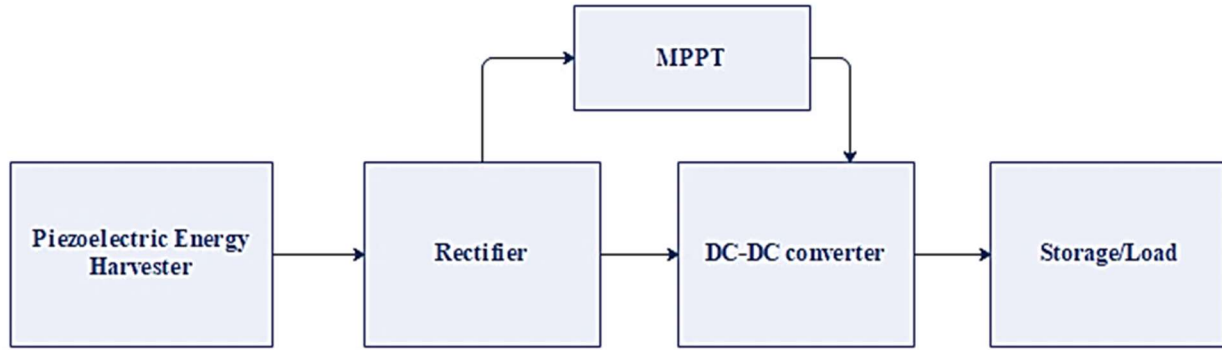 MPPT
Piezoelectric Energy
Harvester
Rectifier
DC-DC converter
Storage/Load